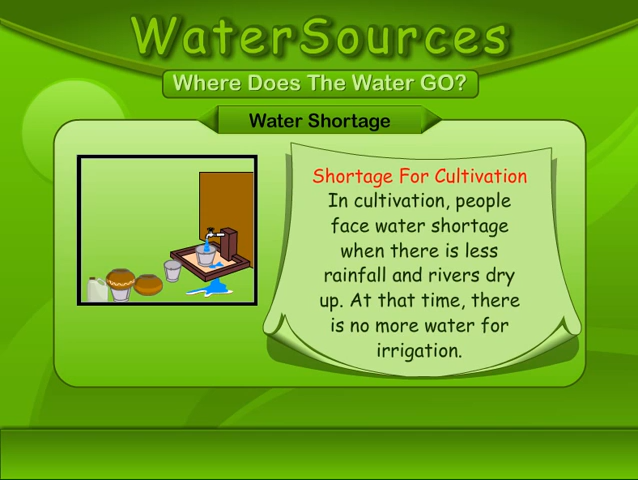 WaterSources
Where Does The Water GO?
Water Shortage
Shortage For Cultivation
In cultivation, people
face water shortage
when there is less
rainfall and rivers dry
up. At that time, there
is no more water for
irrigation.